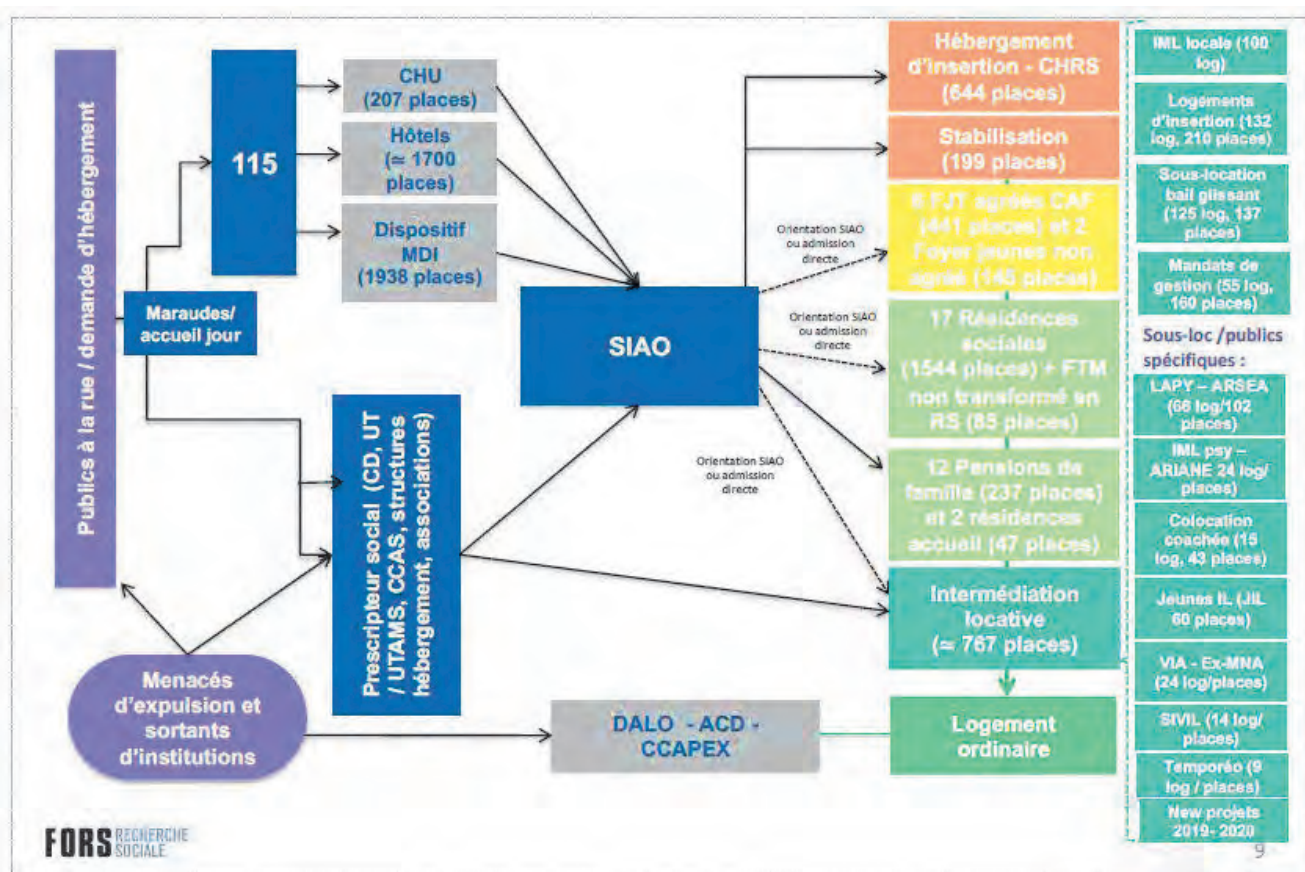 Publics à la rue / demande d'hébergement
115
Maraudes/
accueil jour
CHU
(207 places)
Hôtels
(≃ 1700
places)
Dispositif
MDI
(1938 places)
Prescripteur social (CD, UT
/ UTAMS, CCAS, structures
hébergement, associations)
Menacés
d'expulsion et
sortants
d'institutions
SIAO
DALO - ACD -
CCAPEX
Orientation SIAO
ou admission
directe
Orientation SIAO
ou admission
directe
Orientation SIAO
ou admission
directe
Hébergement
d'insertion - CHRS
(644 places)
Stabilisation
(199 places)
6 FJT agréés CAF
(441 places) et 2
Foyer jeunes non
agréé (145 places)
17 Résidences
sociales
(1544 places) + FTM
non transformé en
RS (85 places)
12 Pensions de
famille (237 places)
et 2 résidences
accueil (47 places)
Intermédiation
locative
(≃ 767 places)
Logement
ordinaire
IML locale (100
log)
Logements
d'insertion (132
log, 210 places)
Sous-location
bail glissant
(125 log, 137
places)
Mandats de
gestion (55 log,
160 places)
Sous-loc /publics
spécifiques :
LAPY – ARSEA
(66 log/102
places)
IML psy –
ARIANE 24 log/
places)
Colocation
coachée (15
log, 43 places)
Jeunes IL (JIL
60 places)
VIA - Ex-MNA
(24 log/places)
SIVIL (14 log/
places)
Temporéo (9
log / places)
New projets
2019- 2020
FORS RECHERCHE
SOCIALE
9